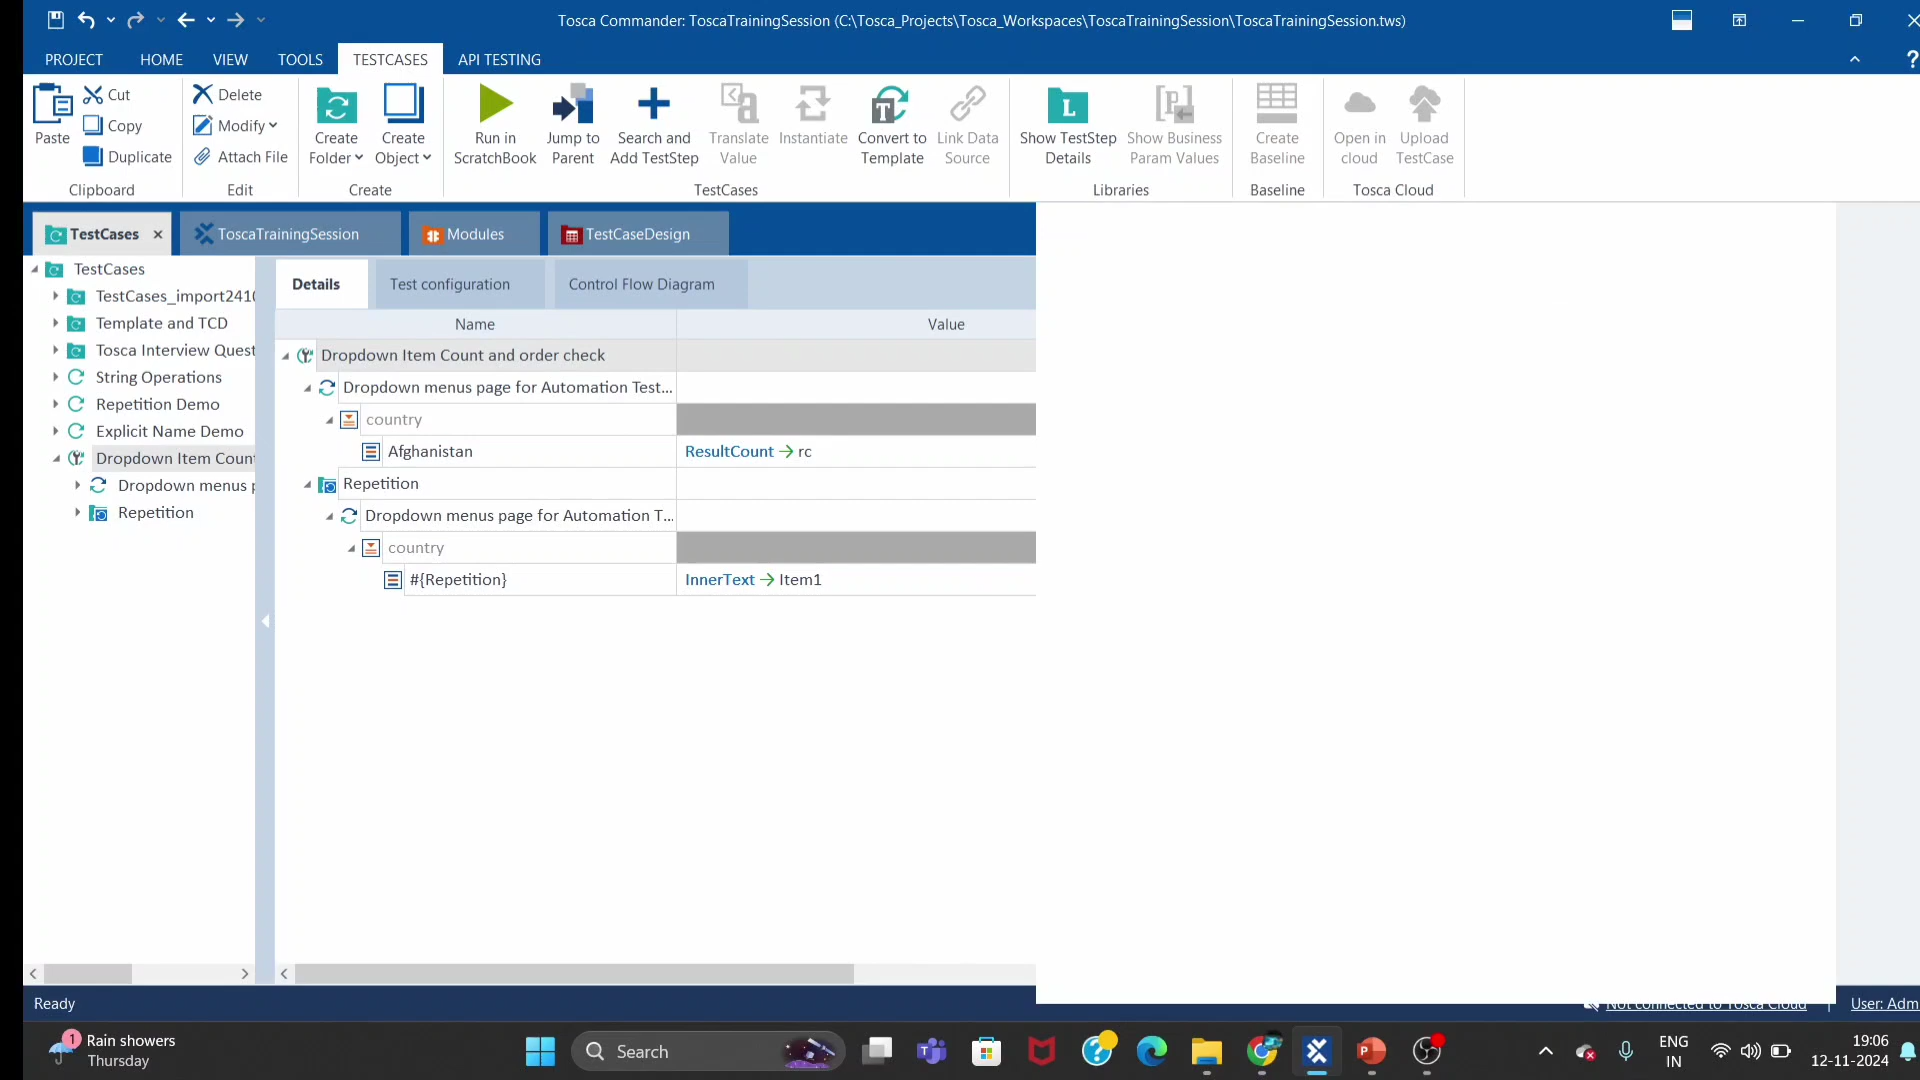 Tosca Commander: ToscaTrainingSession (C:\Tosca_Projects\Tosca_Workspaces\ToscaTrainingSession\ToscaTrainingSession.tws)
PROJECT HOME VIEW TOOLS TESTCASES API TESTING ?
Paste
Cut
Copy
Duplicate
Clipboard
Delete
Modify
Attach File
Edit
Create
Folder
Create
Object
Create
Run in
ScratchBook
Jump to
Parent
Search and
Add TestStep
Translate
Value
Instantiate
Convert to
Template
Link Data
Source
TestCases
Show TestStep
Details
Show Business
Param Values
Libraries
Create
Baseline
Baseline
Open in
cloud
Upload
TestCase
Tosca Cloud
TestCases ToscaTrainingSession Modules TestCaseDesign
TestCases
TestCases_import241
Template and TCD
Tosca Interview Quest
String Operations
Repetition Demo
Explicit Name Demo
Dropdown Item Count
Dropdown menus p
Repetition
Details Test configuration Control Flow Diagram
Name Value
Dropdown Item Count and order check
Dropdown menus page for Automation Test...
country
Afghanistan ResultCount → rc
Repetition
Dropdown menus page for Automation T...
country
#{Repetition} InnerText → Item1
Ready Not connected to Tosca Cloud | User: Adm
1 Rain showers
Thursday
Search
ENG
IN
19:06
12-11-2024